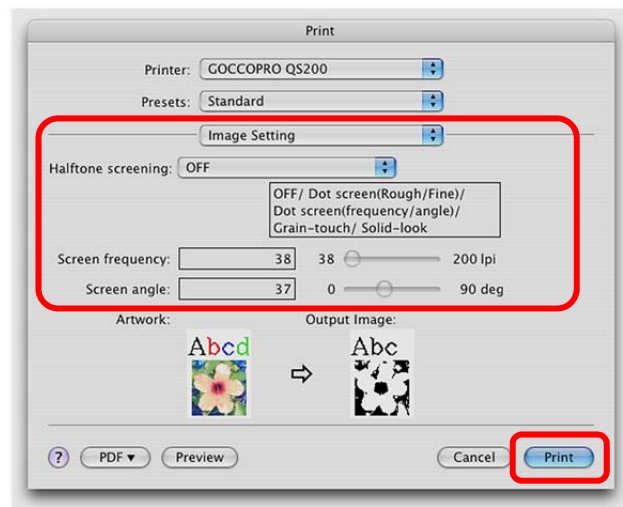 Print
Printer: GOCCOPRO QS200
Presets: Standard
Image Setting
Halftone screening: OFF
OFF/ Dot screen(Rough/Fine)/
Dot screen(frequency/angle)/
Grain-touch/ Solid-look
Screen frequency: 38 38 200 lpi
Screen angle: 37 0 90 deg
Artwork: Output Image:
Abcd Abc
? PDF▼ Preview Cancel Print